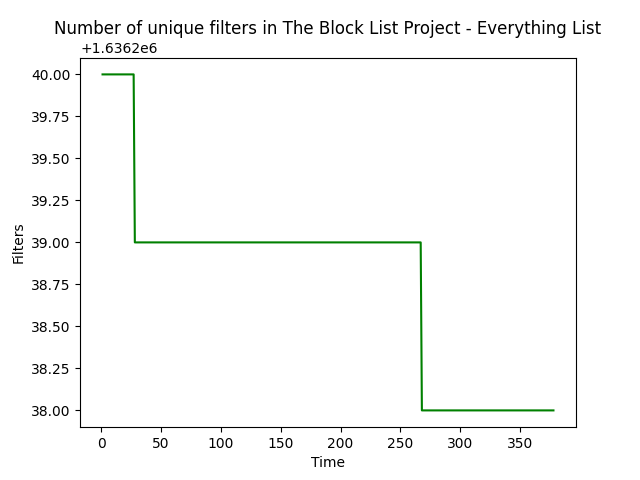 Number of unique filters in The Block List Project - Everything List
+1.6362e6
40.00
39.75
39.50
39.25
39.00
38.75
38.50
38.25
38.00
Filters
0 50 100 150 200 250 300 350
Time